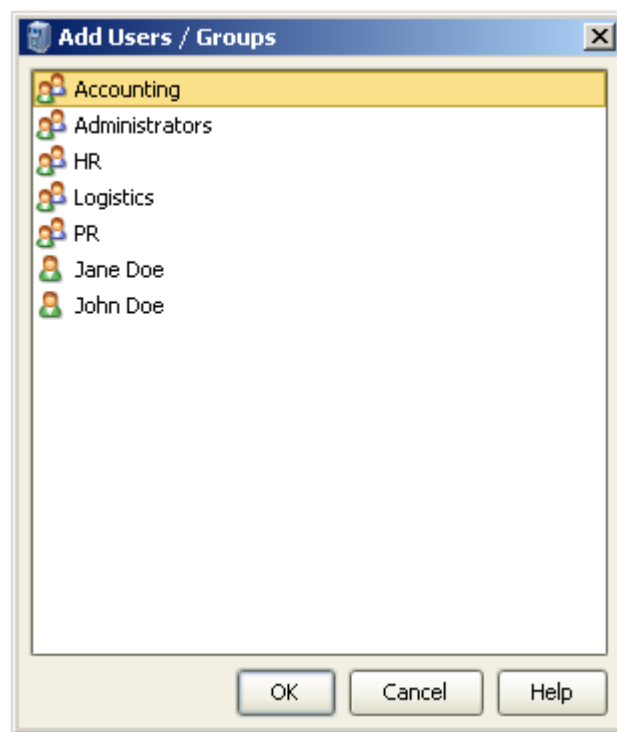 Add Users / Groups
Accounting
Administrators
HR
Logistics
PR
Jane Doe
John Doe
OK Cancel Help